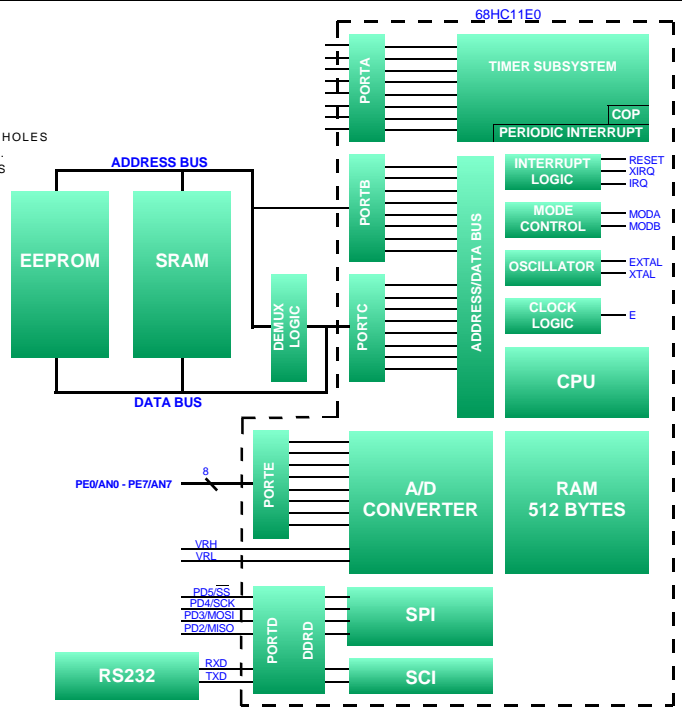 68HC11E0
PORTA
TIMER SUBSYSTEM
COP
PERIODIC INTERRUPT
HOLES
.
S
ADDRESS BUS
EEPROM
SRAM
DEMUX
LOGIC
DATA BUS
PORTB
PORTC
ADDRESS/DATA BUS
INTERRUPT
LOGIC
RESET
XIRQ
IRQ
MODE
CONTROL
MODA
MODB
OSCILLATOR
EXTAL
XTAL
CLOCK
LOGIC
E
CPU
PE0/AN0 - PE7/AN7
8
PORTE
A/D
CONVERTER
RAM
512 BYTES
VRH
VRL
PD5/SS
PD4/SCK
PD3/MOSI
PD2/MISO
PORTD
DDRD
SPI
RS232
RXD
TXD
SCI